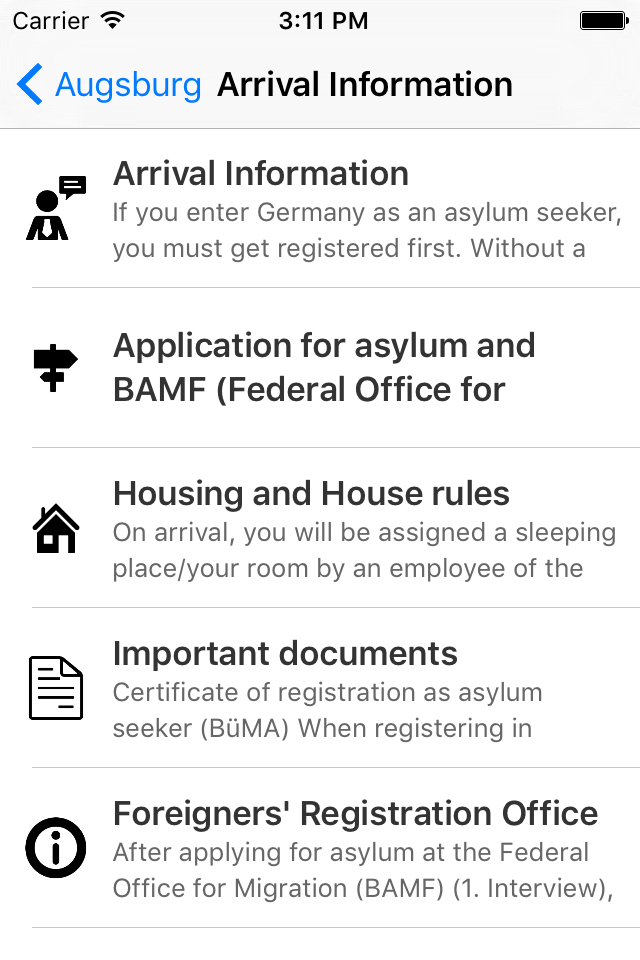 Carrier 3:11 PM
Augsburg Arrival Information
Arrival Information
If you enter Germany as an asylum seeker,
you must get registered first. Without a
Application for asylum and
BAMF (Federal Office for
Housing and House rules
On arrival, you will be assigned a sleeping
place/your room by an employee of the
Important documents
Certificate of registration as asylum
seeker (BüMA) When registering in
Foreigners' Registration Office
After applying for asylum at the Federal
Office for Migration (BAMF) (1. Interview),